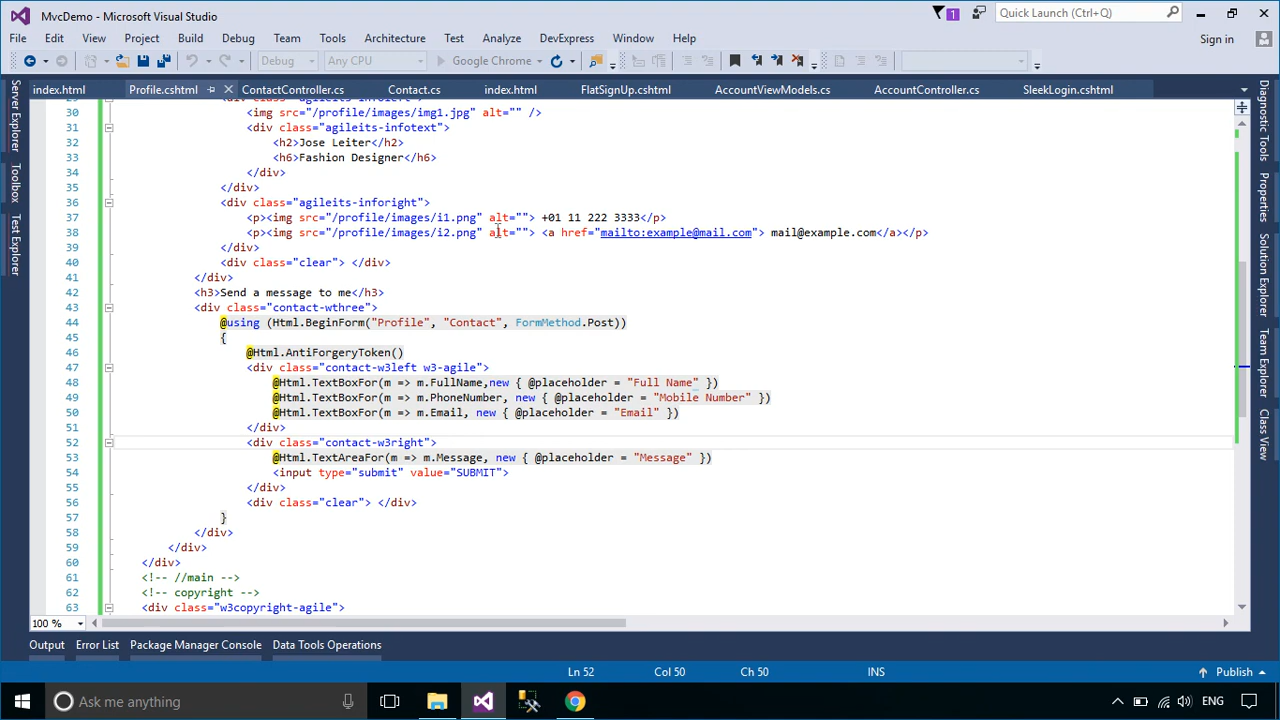 MvcDemo - Microsoft Visual Studio
1
Quick Launch (Ctrl+Q)
File Edit View Project Build Debug Team Tools Architecture Test Analyze DevExpress Window Help
Sign in
Debug Any CPU Google Chrome
index.html Profile.cshtml ContactController.cs Contact.cs index.html FlatSignUp.cshtml AccountViewModels.cs AccountController.cs SleekLogin.cshtml
Server Explorer
Toolbox
Test Explorer
29 <div class="agileits-infoleft">
30 <img src="/profile/images/img1.jpg" alt="" />
31 <div class="agileits-infotext">
32 <h2>Jose Leiter</h2>
33 <h6>Fashion Designer</h6>
34 </div>
35 </div>
36 <div class="agileits-inforight">
37 <p><img src="/profile/images/i1.png" alt=""> +01 11 222 3333</p>
38 <p><img src="/profile/images/i2.png" alt=""> <a href="mailto:example@mail.com"> mail@example.com</a></p>
39 </div>
40 <div class="clear"> </div>
41 </div>
42 <h3>Send a message to me</h3>
43 <div class="contact-wthree">
44 @using (Html.BeginForm("Profile", "Contact", FormMethod.Post))
45 {
46 @Html.AntiForgeryToken()
47 <div class="contact-w3left w3-agile">
48 @Html.TextBoxFor(m => m.FullName,new { @placeholder = "Full Name" })
49 @Html.TextBoxFor(m => m.PhoneNumber, new { @placeholder = "Mobile Number" })
50 @Html.TextBoxFor(m => m.Email, new { @placeholder = "Email" })
51 </div>
52 <div class="contact-w3right">
53 @Html.TextAreaFor(m => m.Message, new { @placeholder = "Message" })
54 <input type="submit" value="SUBMIT">
55 </div>
56 <div class="clear"> </div>
57 }
58 </div>
59 </div>
60 </div>
61 <!-- //main -->
62 <!-- copyright -->
63 <div class="w3copyright-agile">
Diagnostic Tools
Properties
Solution Explorer
Team Explorer
Class View
100 %
Output Error List Package Manager Console Data Tools Operations
Ln 52 Col 50 Ch 50 INS Publish
Ask me anything
ENG